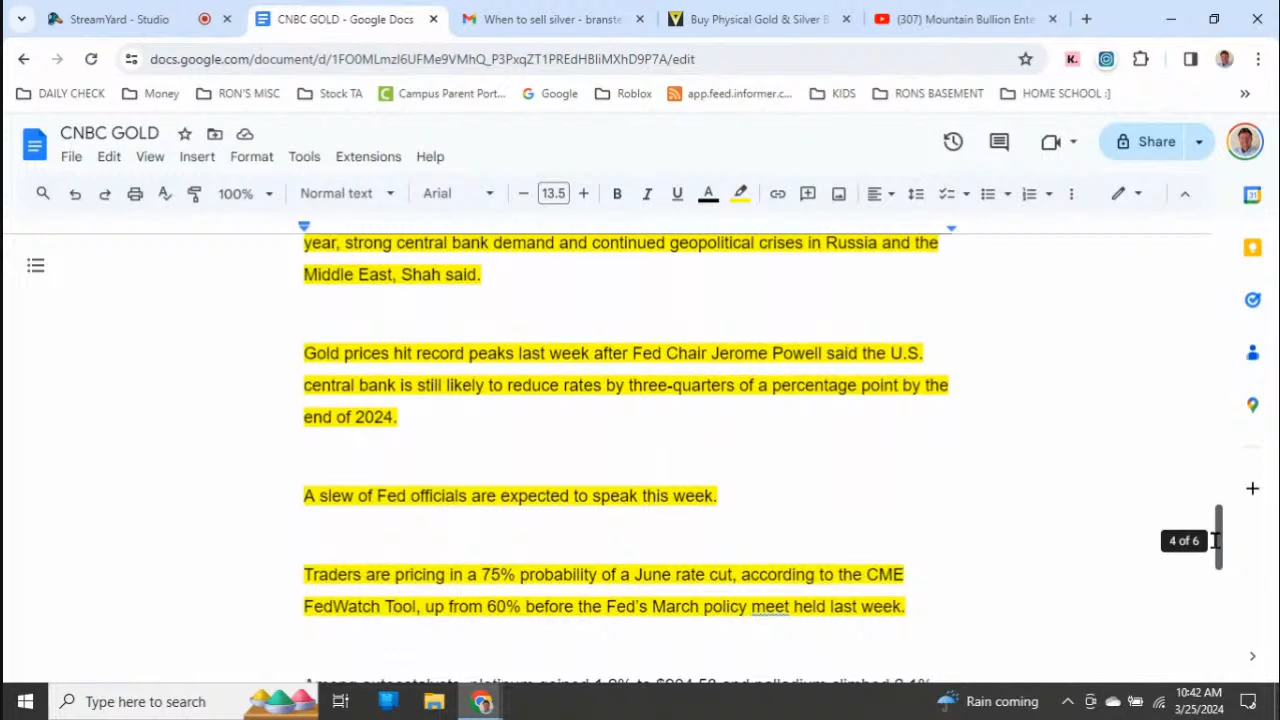 StreamYard - Studio
CNBC GOLD - Google Docs
When to sell silver - branste
Buy Physical Gold & Silver B
(307) Mountain Bullion Ente
docs.google.com/document/d/1FO0MLmzI6UFMe9VMhQ_P3PxqZT1PREdHBIiMXhD9P7A/edit
DAILY CHECK
Money
RON'S MISC
Stock TA
Campus Parent Port...
Google
Roblox
app.feed.informer.c...
KIDS
RONS BASEMENT
HOME SCHOOL :]
CNBC GOLD
Share
File Edit View Insert Format Tools Extensions Help
100% Normal text Arial 13.5 B I U A
year, strong central bank demand and continued geopolitical crises in Russia and the
Middle East, Shah said.
Gold prices hit record peaks last week after Fed Chair Jerome Powell said the U.S.
central bank is still likely to reduce rates by three-quarters of a percentage point by the
end of 2024.
A slew of Fed officials are expected to speak this week.
4 of 6
Traders are pricing in a 75% probability of a June rate cut, according to the CME
FedWatch Tool, up from 60% before the Fed's March policy meet held last week.
Type here to search
Rain coming
10:42 AM
3/25/2024